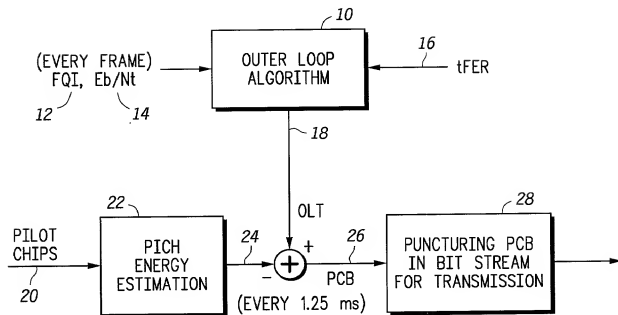 10
(EVERY FRAME)
FQI, Eb/Nt
12
14
OUTER LOOP
ALGORITHM
16
tFER
18
OLT
PILOT
CHIPS
20
22
PICH
ENERGY
ESTIMATION
24
–
+
+
26
PCB
(EVERY 1.25 ms)
28
PUNCTURING PCB
IN BIT STREAM
FOR TRANSMISSION